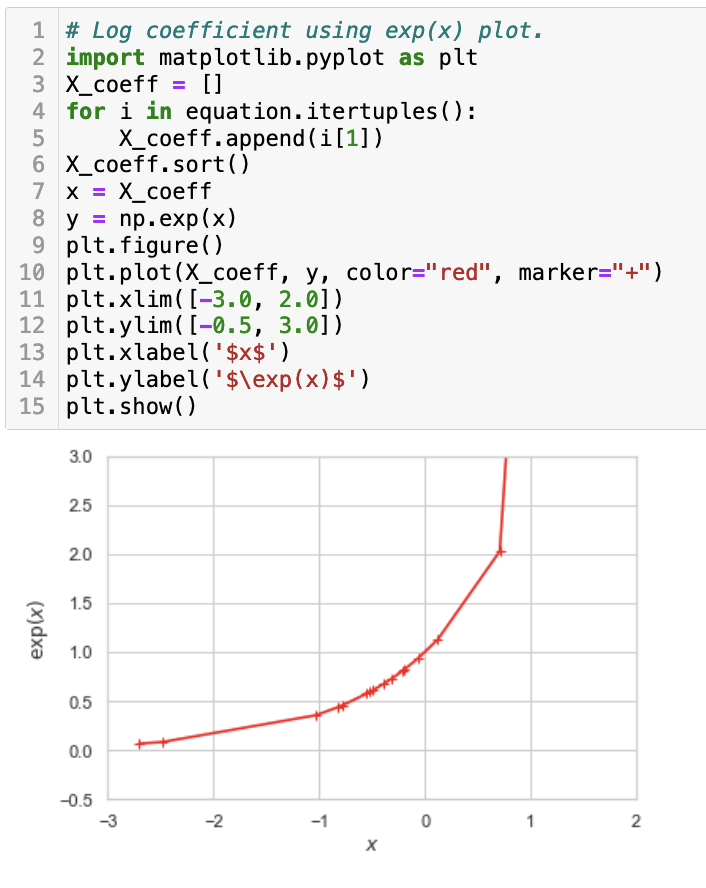 1 # Log coefficient using exp(x) plot.
2 import matplotlib.pyplot as plt
3 X_coeff = []
4 for i in equation.itertuples():
5     X_coeff.append(i[1])
6 X_coeff.sort()
7 x = X_coeff
8 y = np.exp(x)
9 plt.figure()
10 plt.plot(X_coeff, y, color="red", marker="+")
11 plt.xlim([-3.0, 2.0])
12 plt.ylim([-0.5, 3.0])
13 plt.xlabel('$x$')
14 plt.ylabel('$\exp(x)$')
15 plt.show()
3.0
2.5
2.0
1.5
exp(x)
1.0
0.5
0.0
−0.5
−3 −2 −1 0 1 2
x